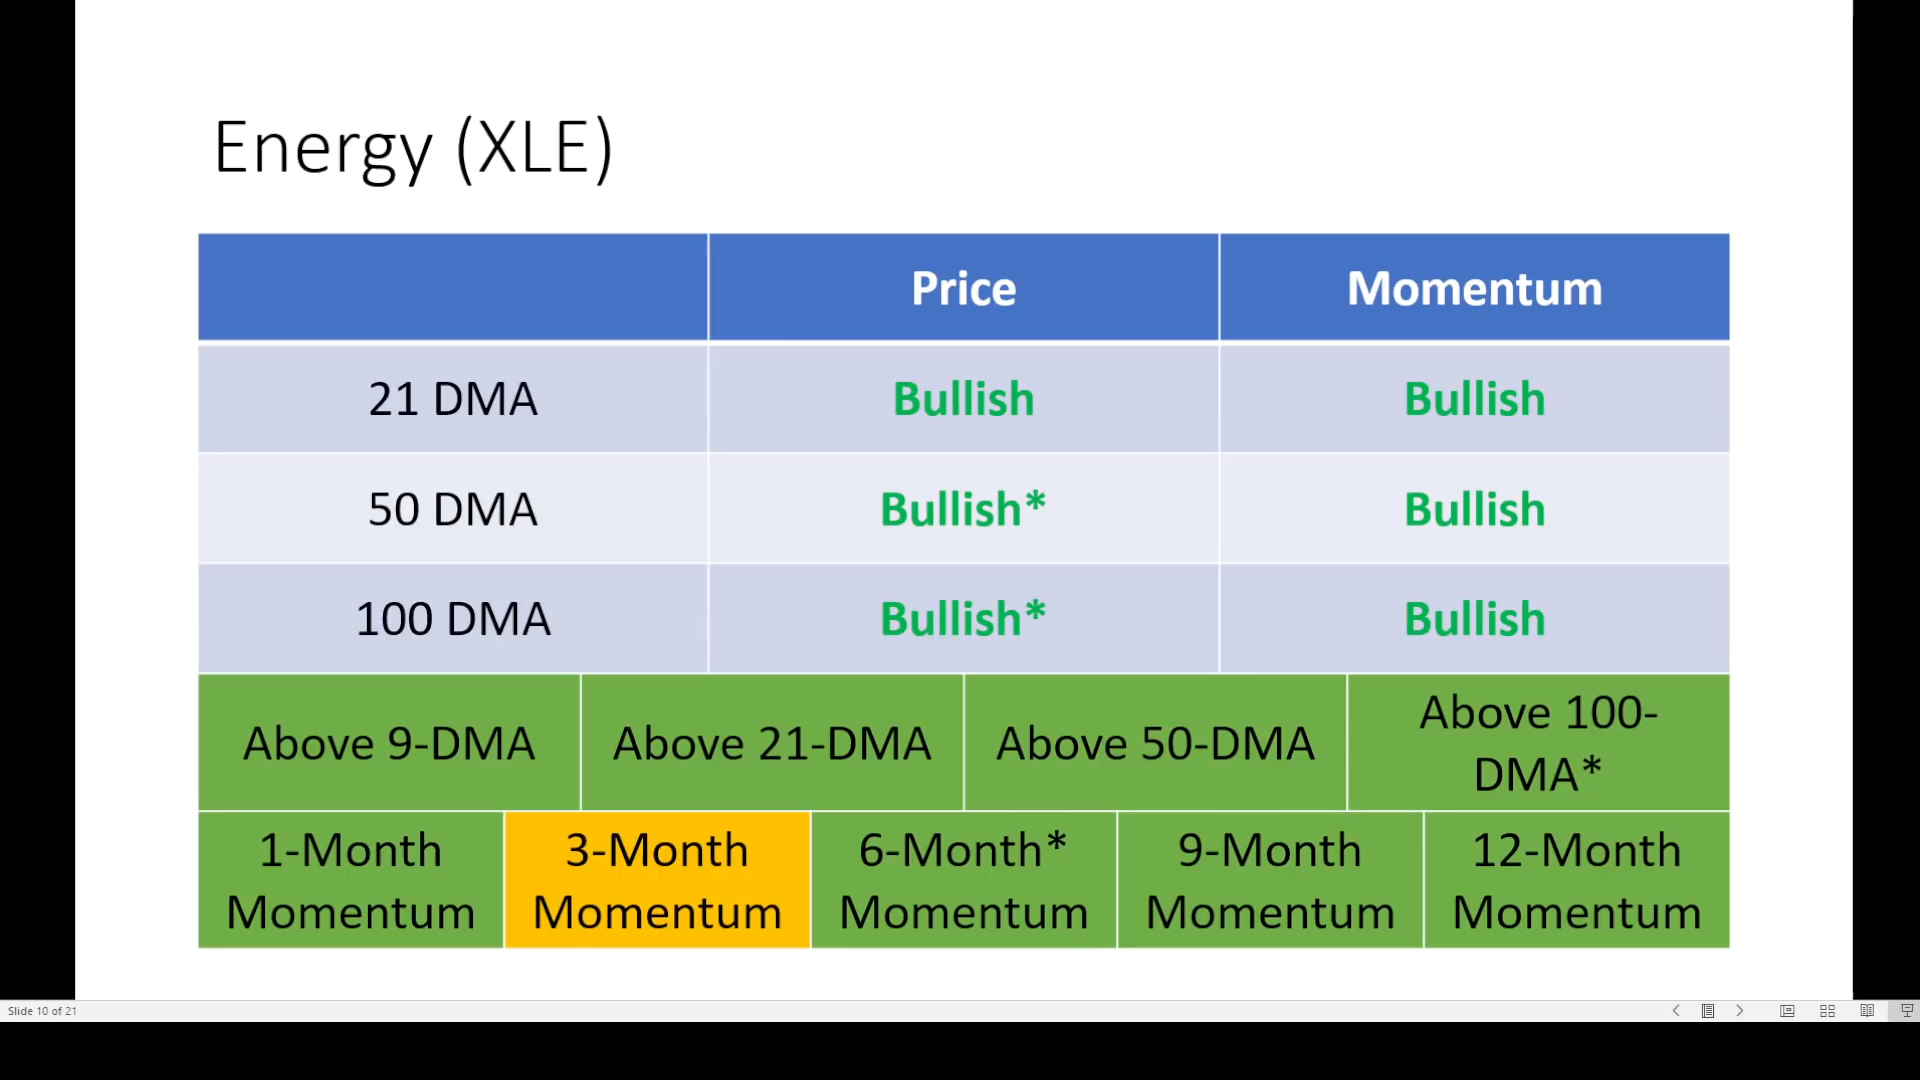 Energy (XLE)
Price Momentum
21 DMA Bullish Bullish
50 DMA Bullish* Bullish
100 DMA Bullish* Bullish
Above 9-DMA Above 21-DMA Above 50-DMA Above 100-
DMA*
1-Month 3-Month 6-Month* 9-Month 12-Month
Momentum Momentum Momentum Momentum Momentum
Slide 10 of 21